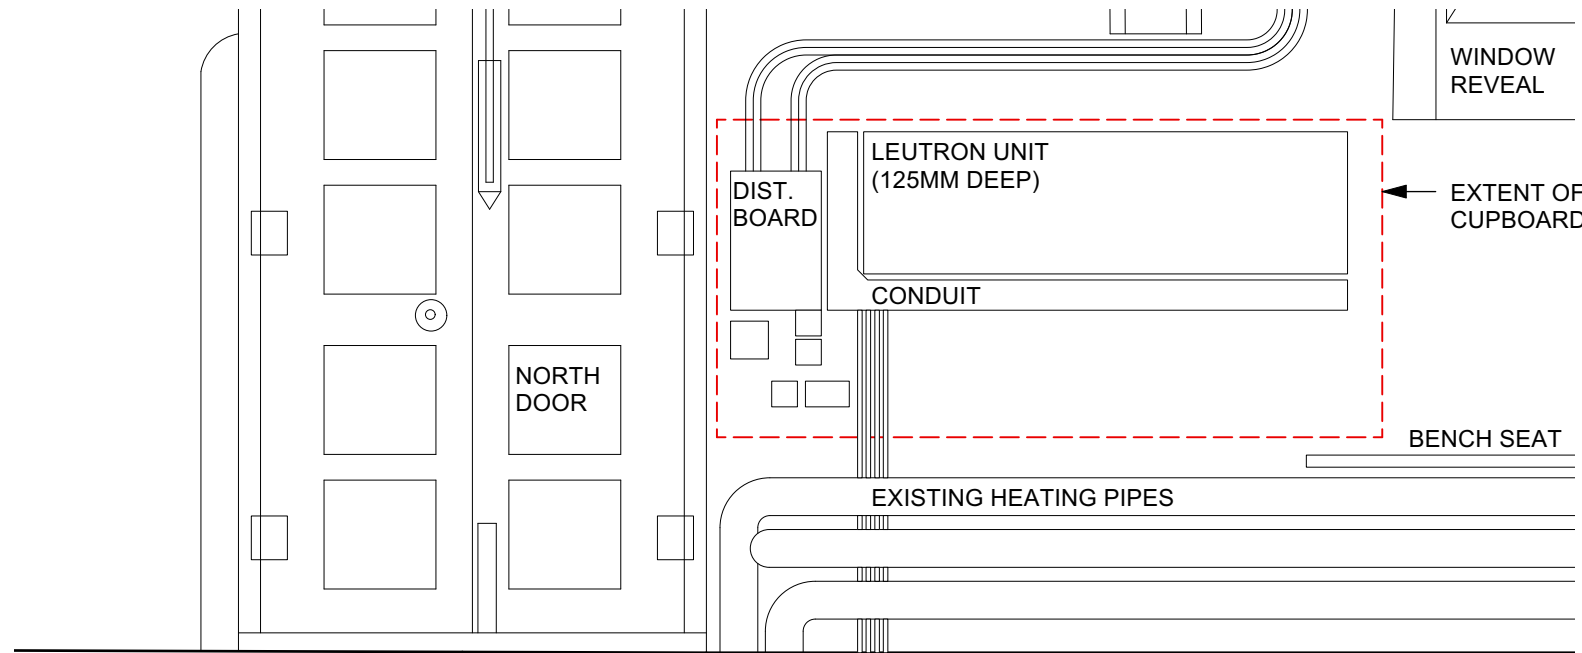 WINDOW
REVEAL
LEUTRON UNIT
(125MM DEEP)
DIST.
BOARD
EXTENT OF
CUPBOARD
CONDUIT
NORTH
DOOR
BENCH SEAT
EXISTING HEATING PIPES